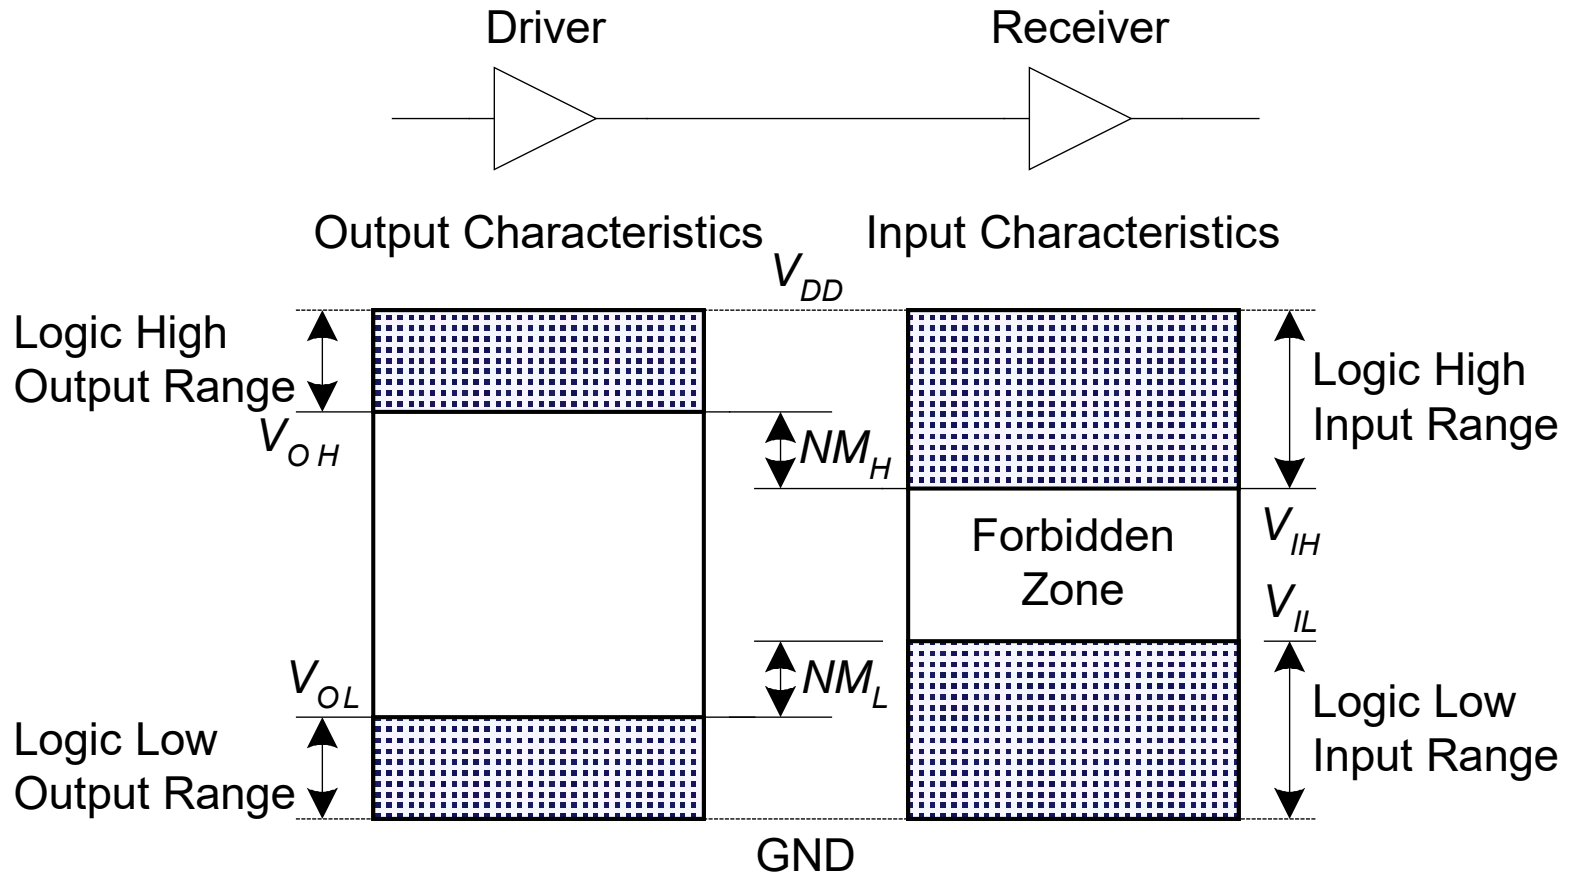 Driver
Receiver
Output Characteristics
Input Characteristics
VDD
Logic High
Output Range
VOH
NMH
Logic High
Input Range
Forbidden
Zone
VIH
VIL
VOL
NML
Logic Low
Output Range
Logic Low
Input Range
GND